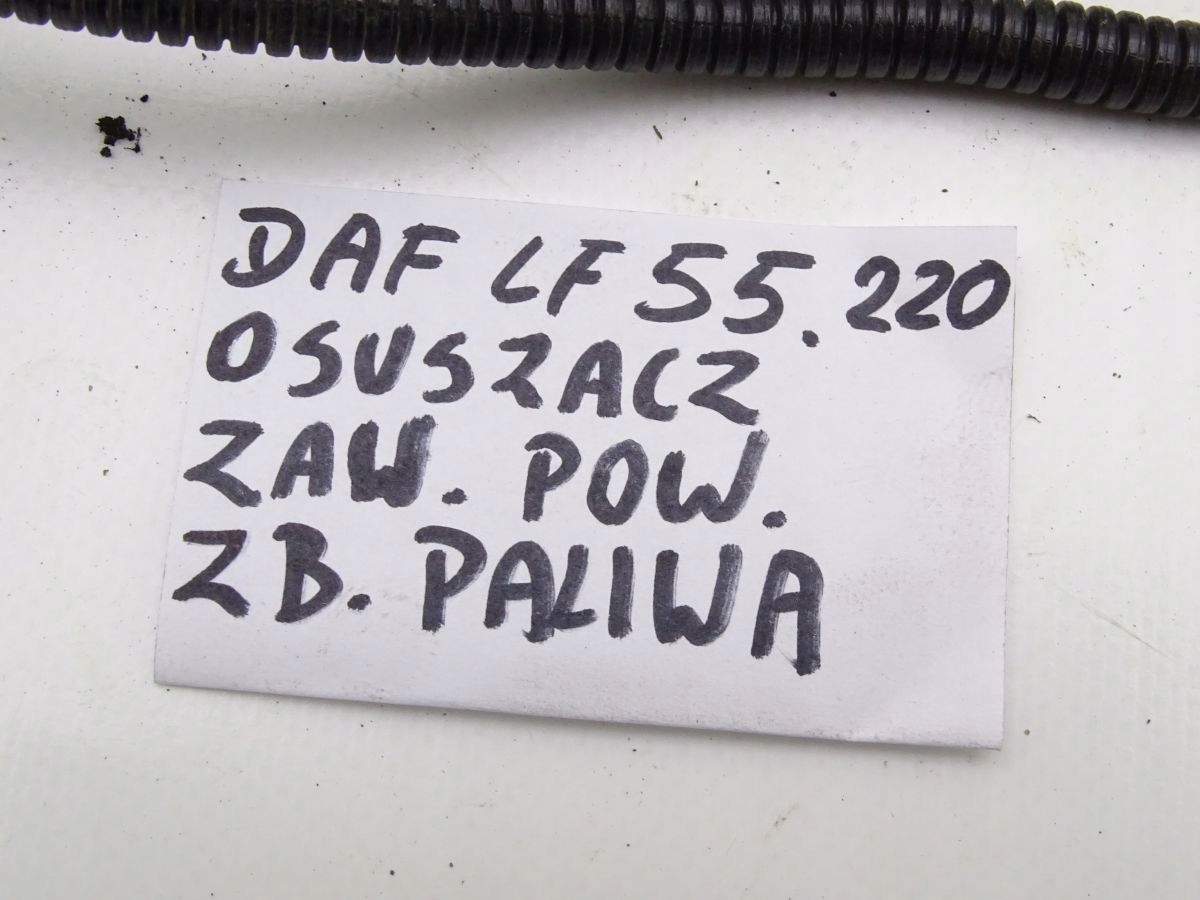 DAF LF 55.220
OSUSZACZ
ZAW. POW.
ZB. PALIWA